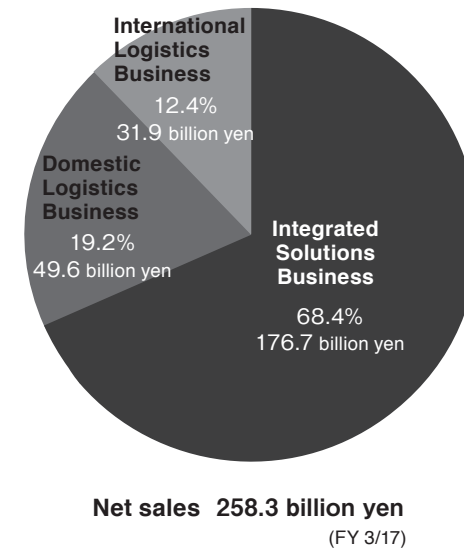 International
Logistics
Business
12.4%
31.9 billion yen
Domestic
Logistics
Business
19.2%
49.6 billion yen
Integrated
Solutions
Business
68.4%
176.7 billion yen
Net sales 258.3 billion yen
(FY 3/17)